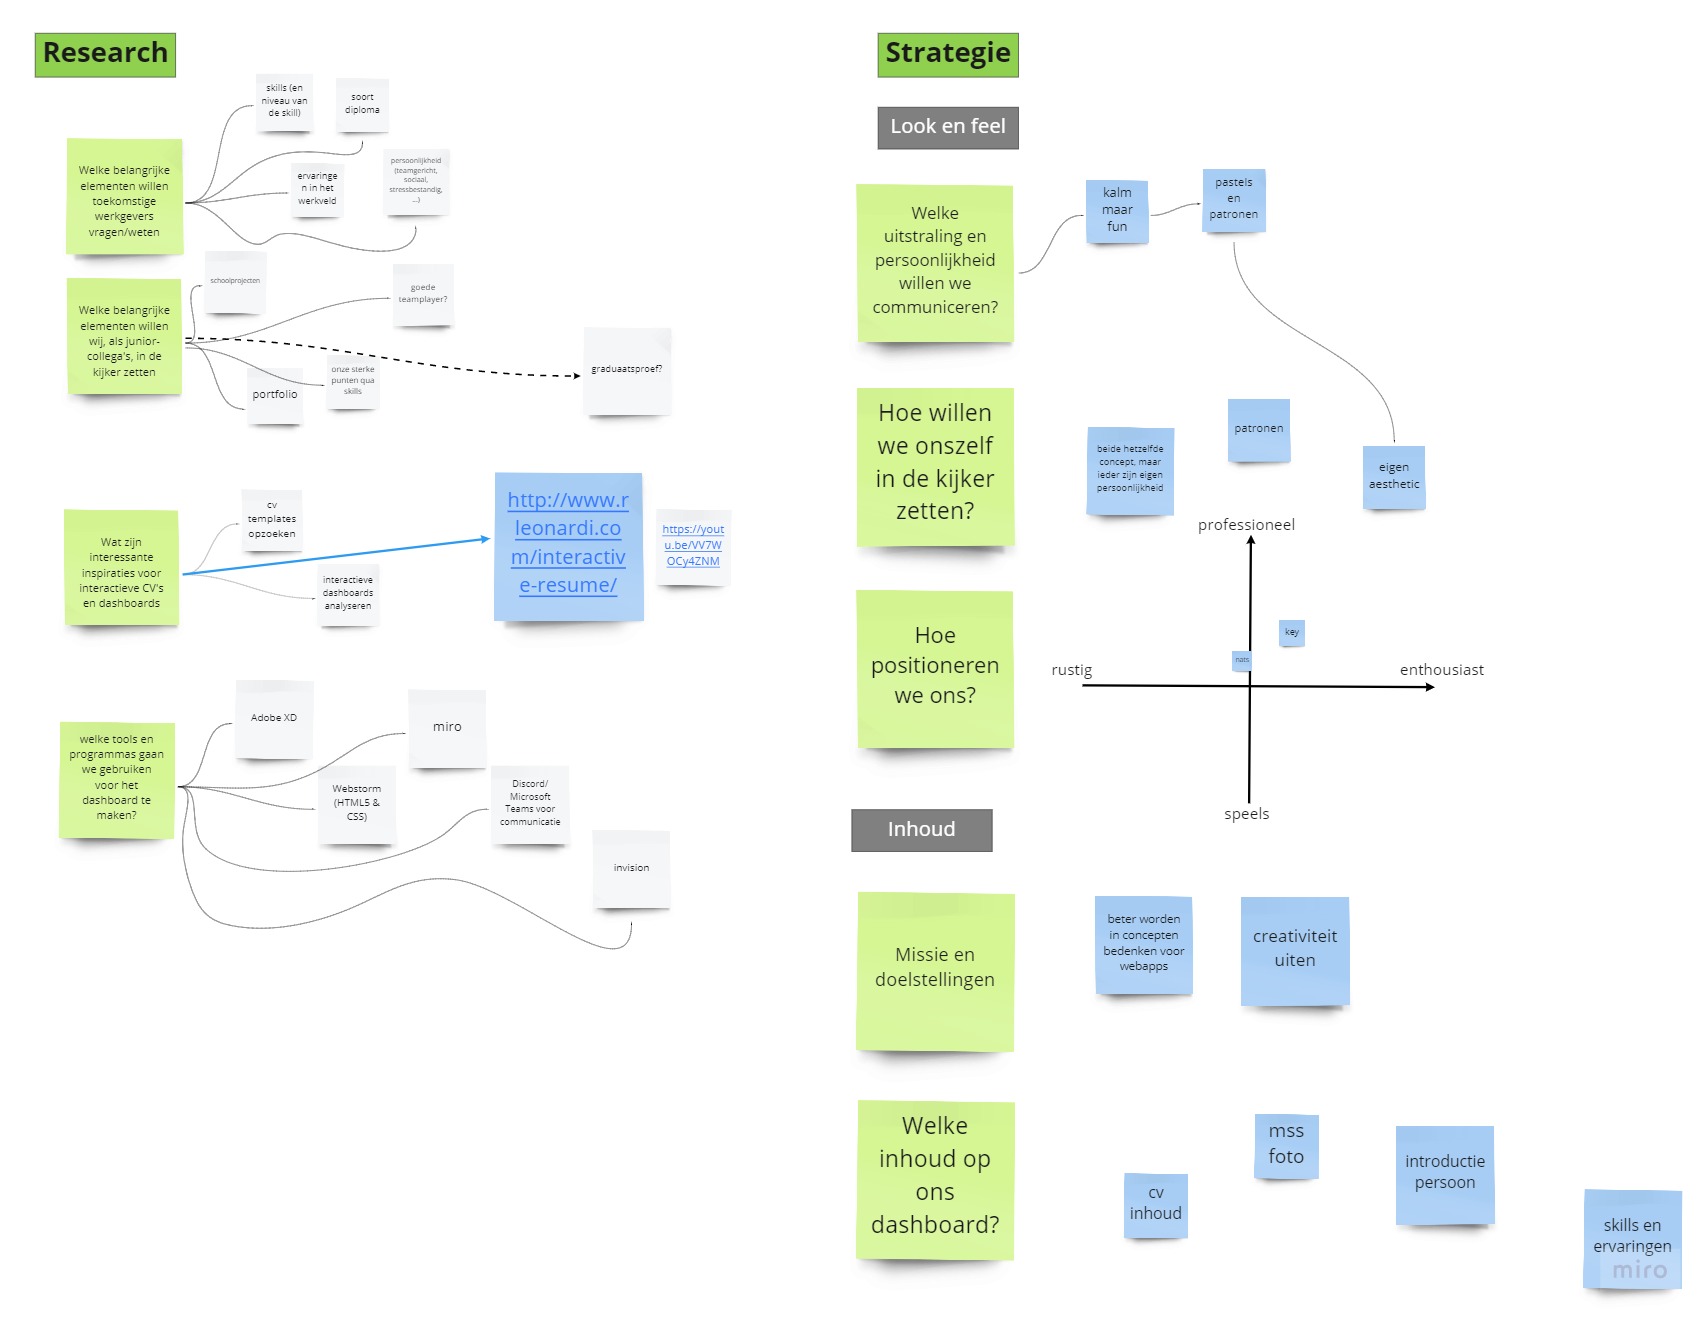 Research
skills (en
niveau van
de skill)
soort
diploma
Welke belangrijke
elementen willen
toekomstige
werkgevers
vragen/weten
ervaringe
n in het
werkveld
persoonlijkheid
(teamgericht,
sociaal,
stressbestandig,
...)
schoolprojecten
goede
teamplayer?
Welke belangrijke
elementen willen
wij, als junior-
collega's, in de
kijker zetten
graduaatsproef?
portfolio
onze sterke
punten qua
skills
Wat zijn
interessante
inspiraties voor
interactieve CV's
en dashboards
cv
templates
opzoeken
interactieve
dashboards
analyseren
http://www.r
leonardi.co
m/interactiv
e-resume/
https://yout
u.be/VV7W
OCy4ZNM
welke tools en
programmas gaan
we gebruiken
voor het
dashboard te
maken?
Adobe XD
miro
Webstorm
(HTML5 &
CSS)
Discord/
Microsoft
Teams voor
communicatie
invision
Strategie
Look en feel
Welke
uitstraling en
persoonlijkheid
willen we
communiceren?
kalm
maar
fun
pastels
en
patronen
Hoe willen
we onszelf
in de kijker
zetten?
beide hetzelfde
concept, maar
ieder zijn eigen
persoonlijkheid
patronen
eigen
aesthetic
Hoe
positioneren
we ons?
professioneel
key
nats
rustig
enthousiast
speels
Inhoud
Missie en
doelstellingen
beter worden
in concepten
bedenken voor
webapps
creativiteit
uiten
Welke
inhoud op
ons
dashboard?
cv
inhoud
mss
foto
introductie
persoon
skills en
ervaringen
miro